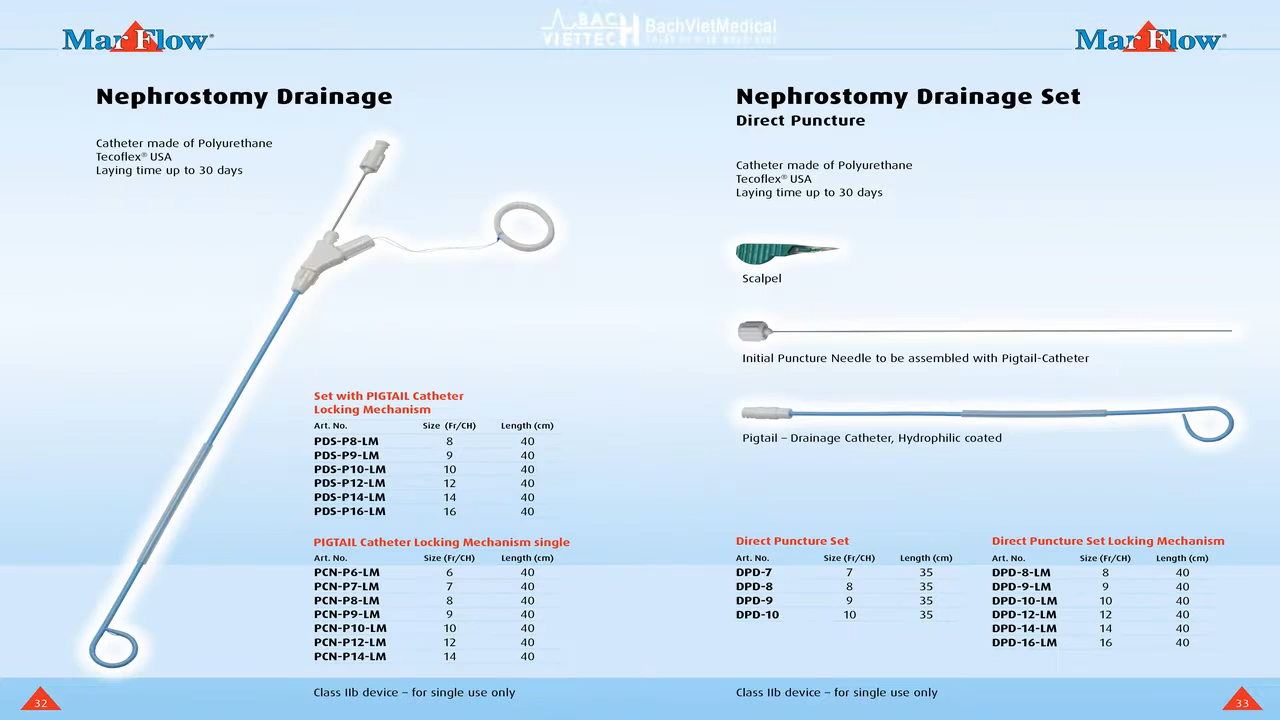 Mar Flow®
BACH
VIETTECH
BachVietMedical
Mar Flow®
Nephrostomy Drainage
Catheter made of Polyurethane
Tecoflex® USA
Laying time up to 30 days
Set with PIGTAIL Catheter
Locking Mechanism
Art. No. Size (Fr/CH) Length (cm)
PDS-P8-LM 8 40
PDS-P9-LM 9 40
PDS-P10-LM 10 40
PDS-P12-LM 12 40
PDS-P14-LM 14 40
PDS-P16-LM 16 40
PIGTAIL Catheter Locking Mechanism single
Art. No. Size (Fr/CH) Length (cm)
PCN-P6-LM 6 40
PCN-P7-LM 7 40
PCN-P8-LM 8 40
PCN-P9-LM 9 40
PCN-P10-LM 10 40
PCN-P12-LM 12 40
PCN-P14-LM 14 40
Class IIb device – for single use only
32
Nephrostomy Drainage Set
Direct Puncture
Catheter made of Polyurethane
Tecoflex® USA
Laying time up to 30 days
Scalpel
Initial Puncture Needle to be assembled with Pigtail-Catheter
Pigtail – Drainage Catheter, Hydrophilic coated
Direct Puncture Set
Art. No. Size (Fr/CH) Length (cm)
DPD-7 7 35
DPD-8 8 35
DPD-9 9 35
DPD-10 10 35
Direct Puncture Set Locking Mechanism
Art. No. Size (Fr/CH) Length (cm)
DPD-8-LM 8 40
DPD-9-LM 9 40
DPD-10-LM 10 40
DPD-12-LM 12 40
DPD-14-LM 14 40
DPD-16-LM 16 40
Class IIb device – for single use only
33